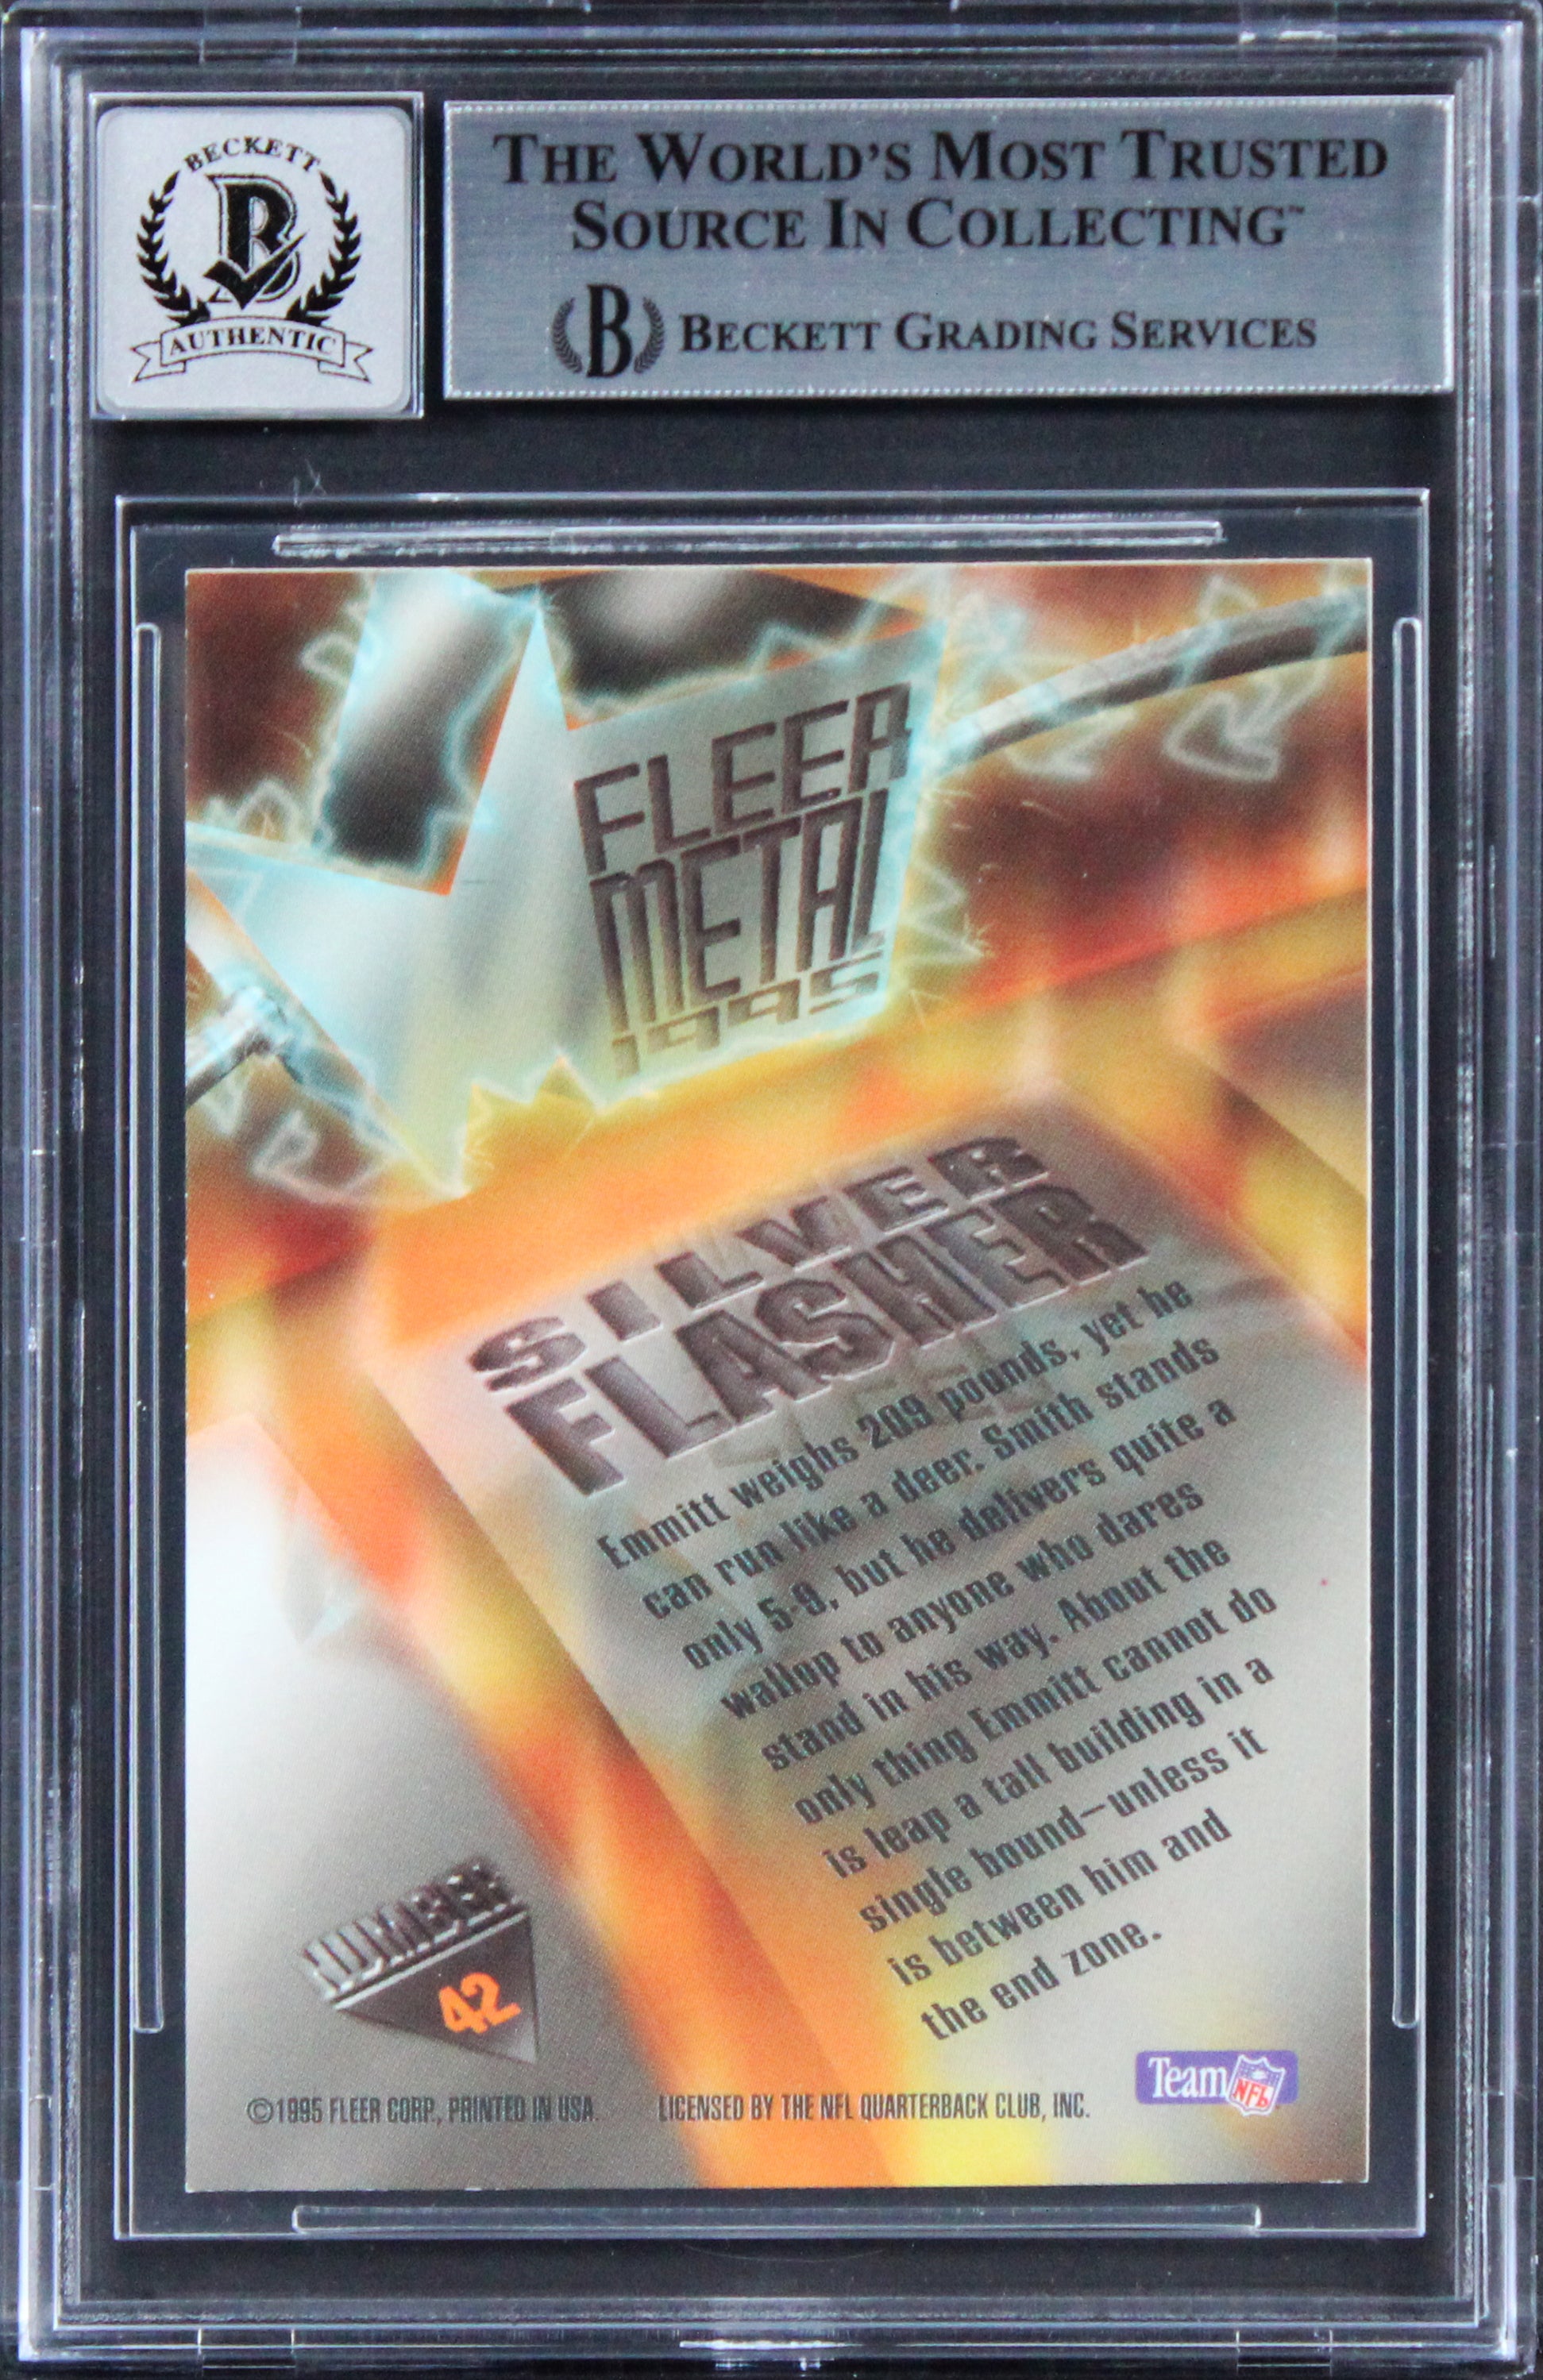 BECKETT
B
AUTHENTIC
THE WORLD'S MOST TRUSTED
SOURCE IN COLLECTING™
B BECKETT GRADING SERVICES
FLEER
METAL
1995
SILVER
FLASHER
Emmitt weighs 209 pounds, yet he
can run like a deer. Smith stands
only 5-9, but he delivers quite a
wallop to anyone who dares
stand in his way. About the
only thing Emmitt cannot do
is leap a tall building in a
single bound—unless it
is between him and
the end zone.
NUMBER
42
©1995 FLEER CORP., PRINTED IN USA.
LICENSED BY THE NFL QUARTERBACK CLUB, INC.
Team NFL